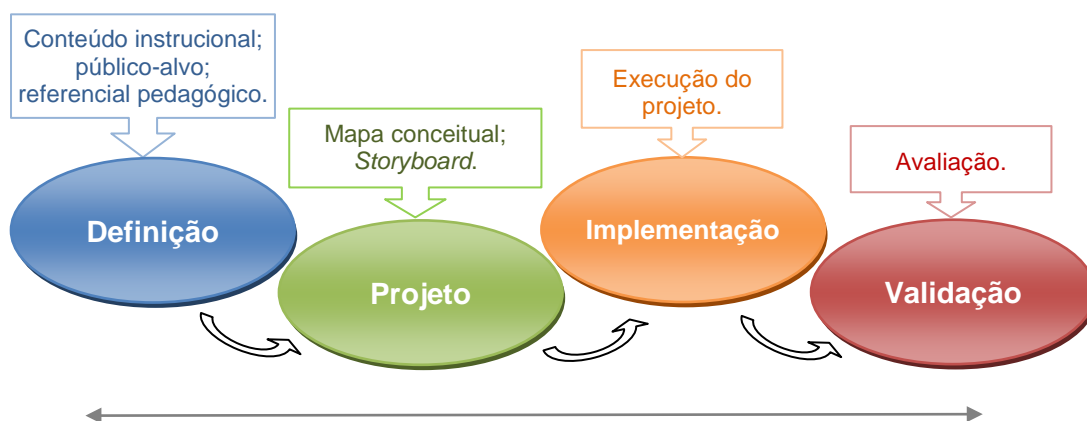 Conteúdo instrucional;
público-alvo;
referencial pedagógico.
Definição
Mapa conceitual;
Storyboard.
Projeto
Execução do
projeto.
Implementação
Avaliação.
Validação